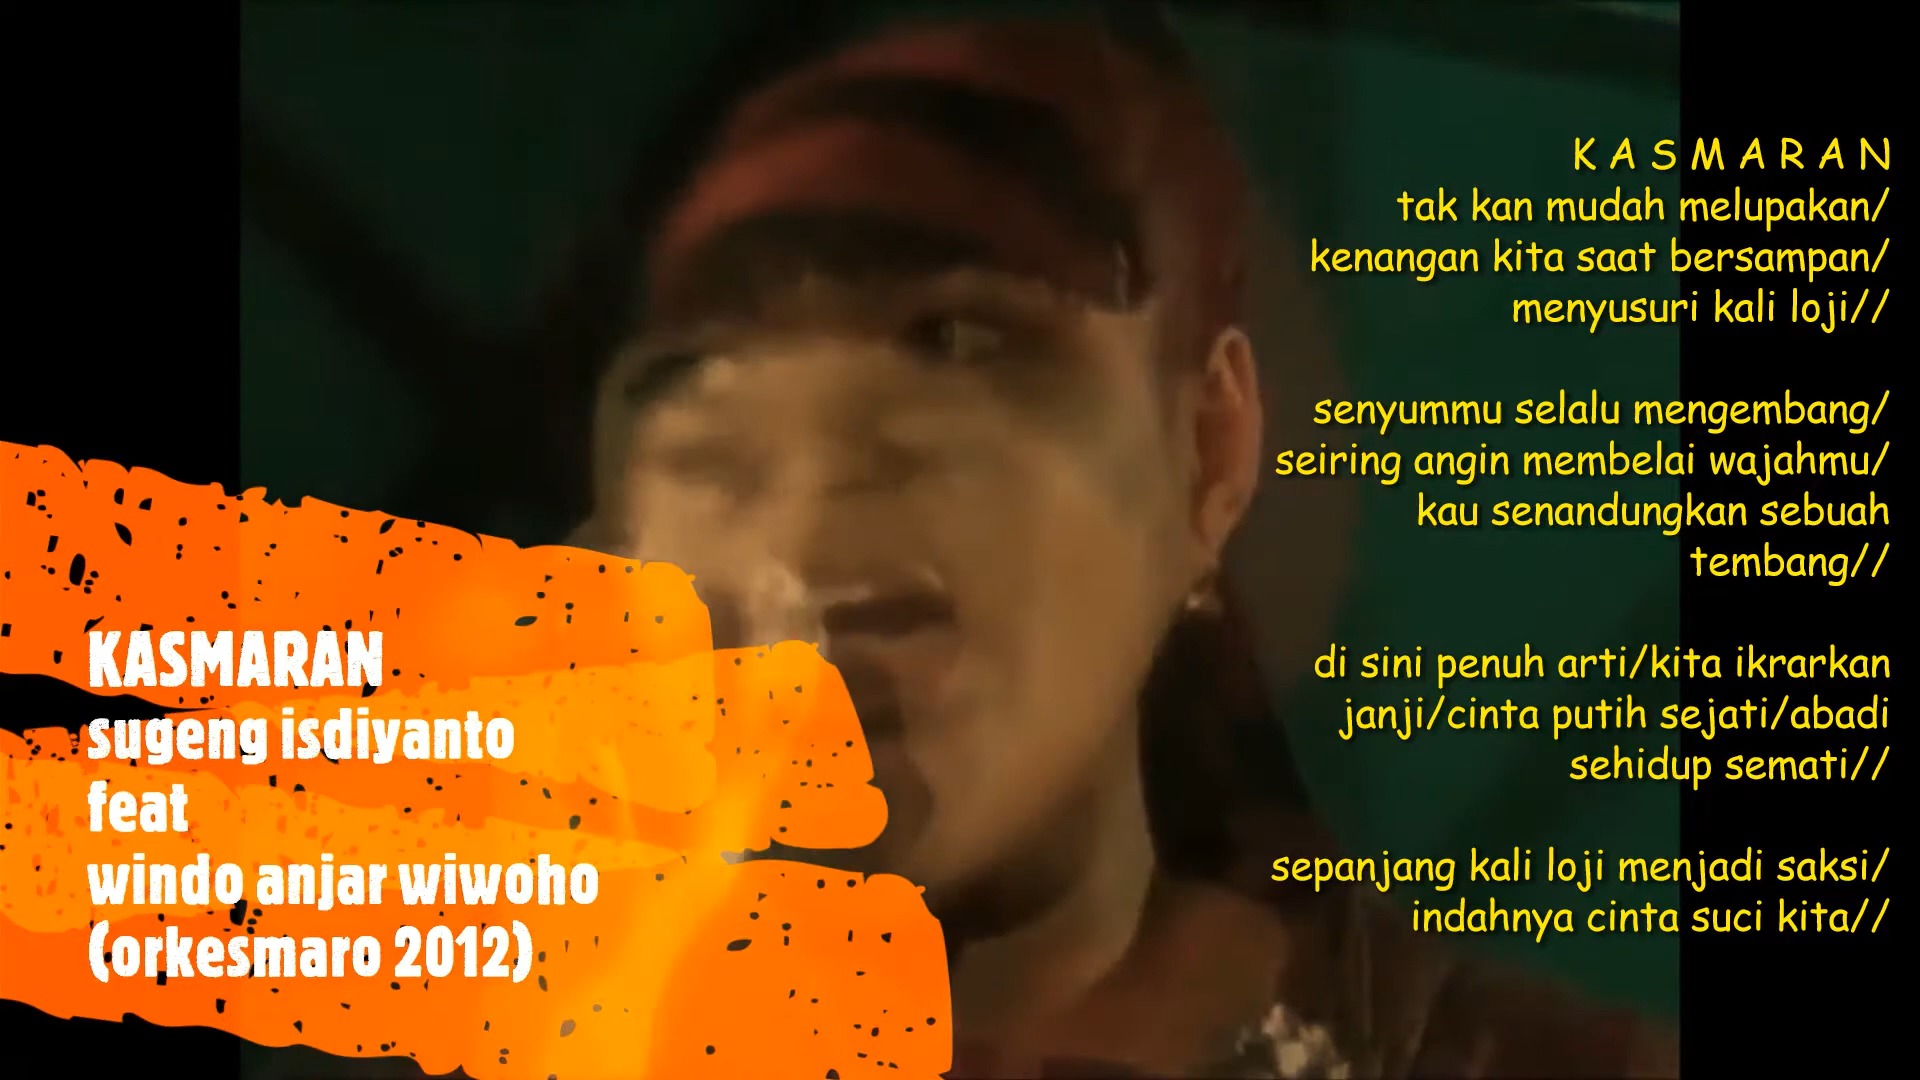 K A S M A R A N
tak kan mudah melupakan/
kenangan kita saat bersampan/
menyusuri kali loji//
senyummu selalu mengembang/
seiring angin membelai wajahmu/
kau senandungkan sebuah
tembang//
di sini penuh arti/kita ikrarkan
janji/cinta putih sejati/abadi
sehidup semati//
sepanjang kali loji menjadi saksi/
indahnya cinta suci kita//
KASMARAN
sugeng isdiyanto
feat
windo anjar wiwoho
(orkesmaro 2012)